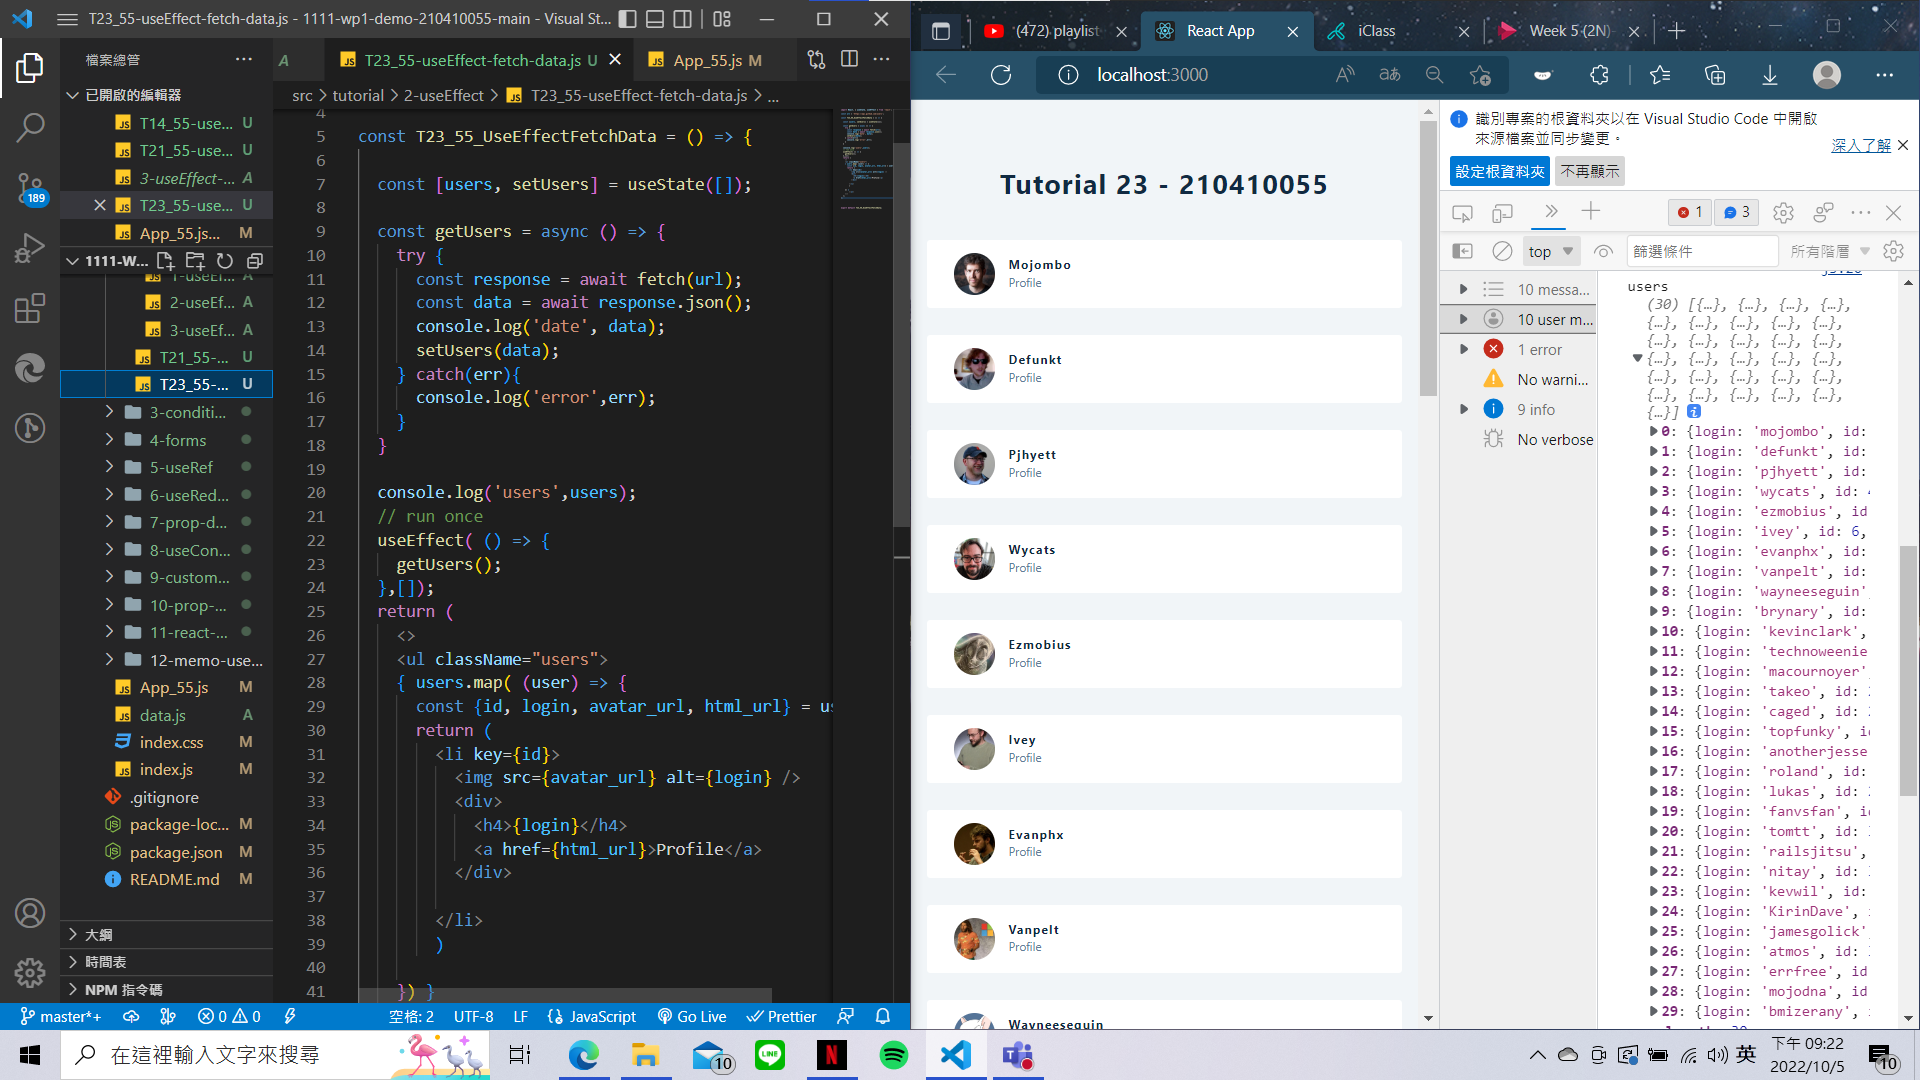 T23_55-useEffect-fetch-data.js - 1111-wp1-demo-210410055-main - Visual St...
檔案總管
已開啟的編輯器
T14_55-use... U
T21_55-use... U
3-useEffect-... A
T23_55-use... U
App_55.js... M
1111-W...
2-useEf... A
3-useEf... A
T21_55-... U
T23_55-... U
3-conditi...
4-forms
5-useRef
6-useRed...
7-prop-d...
8-useCon...
9-custom...
10-prop-...
11-react-...
12-memo-use...
App_55.js M
data.js A
index.css M
index.js M
.gitignore
package-loc... M
package.json M
README.md M
大綱
時間表
NPM 指令碼
189
A
T23_55-useEffect-fetch-data.js U
App_55.js M
src > tutorial > 2-useEffect > T23_55-useEffect-fetch-data.js > ...
4
5 const T23_55_UseEffectFetchData = () => {
6
7 const [users, setUsers] = useState([]);
8
9 const getUsers = async () => {
10 try {
11 const response = await fetch(url);
12 const data = await response.json();
13 console.log('date', data);
14 setUsers(data);
15 } catch(err){
16 console.log('error',err);
17 }
18 }
19
20 console.log('users',users);
21 // run once
22 useEffect( () => {
23 getUsers();
24 },[]);
25 return (
26 <>
27 <ul className="users">
28 { users.map( (user) => {
29 const {id, login, avatar_url, html_url} = us
30 return (
31 <li key={id}>
32 <img src={avatar_url} alt={login} />
33 <div>
34 <h4>{login}</h4>
35 <a href={html_url}>Profile</a>
36 </div>
37
38 </li>
39 )
40
41 }) }
master*+
0 0
空格: 2
UTF-8
LF
JavaScript
Go Live
Prettier
(472) playlist
React App
iClass
Week 5 (2N)
localhost:3000
Tutorial 23 - 210410055
Mojombo
Profile
Defunkt
Profile
Pjhyett
Profile
Wycats
Profile
Ezmobius
Profile
Ivey
Profile
Evanphx
Profile
Vanpelt
Profile
Wayneeseguin
識別專案的根資料夾以在 Visual Studio Code 中開啟
來源檔案並同步變更。
深入了解
設定根資料夾 不再顯示
1 3
top
篩選條件
所有階層
10 messa...
10 user m...
1 error
No warni...
9 info
No verbose
js:20
users
(30) [{…}, {…}, {…}, {…},
{…}, {…}, {…}, {…}, {…},
{…}, {…}, {…}, {…}, {…},
{…}, {…}, {…}, {…}, {…},
{…}, {…}, {…}, {…}, {…},
{…}, {…}, {…}, {…}, {…},
{…}]
0: {login: 'mojombo', id:
1: {login: 'defunkt', id:
2: {login: 'pjhyett', id:
3: {login: 'wycats', id: 4
4: {login: 'ezmobius', id
5: {login: 'ivey', id: 6,
6: {login: 'evanphx', id:
7: {login: 'vanpelt', id:
8: {login: 'wayneeseguin'
9: {login: 'brynary', id:
10: {login: 'kevinclark',
11: {login: 'technoweenie
12: {login: 'macournoyer'
13: {login: 'takeo', id:
14: {login: 'caged', id:
15: {login: 'topfunky', id
16: {login: 'anotherjesse
17: {login: 'roland', id:
18: {login: 'lukas', id:
19: {login: 'fanvsfan', id
20: {login: 'tomtt', id:
21: {login: 'railsjitsu',
22: {login: 'nitay', id:
23: {login: 'kevwil', id:
24: {login: 'KirinDave', i
25: {login: 'jamesgolick'
26: {login: 'atmos', id:
27: {login: 'errfree', id
28: {login: 'mojodna', id
29: {login: 'bmizerany', i
在這裡輸入文字來搜尋
10
英
下午 09:22
2022/10/5
10